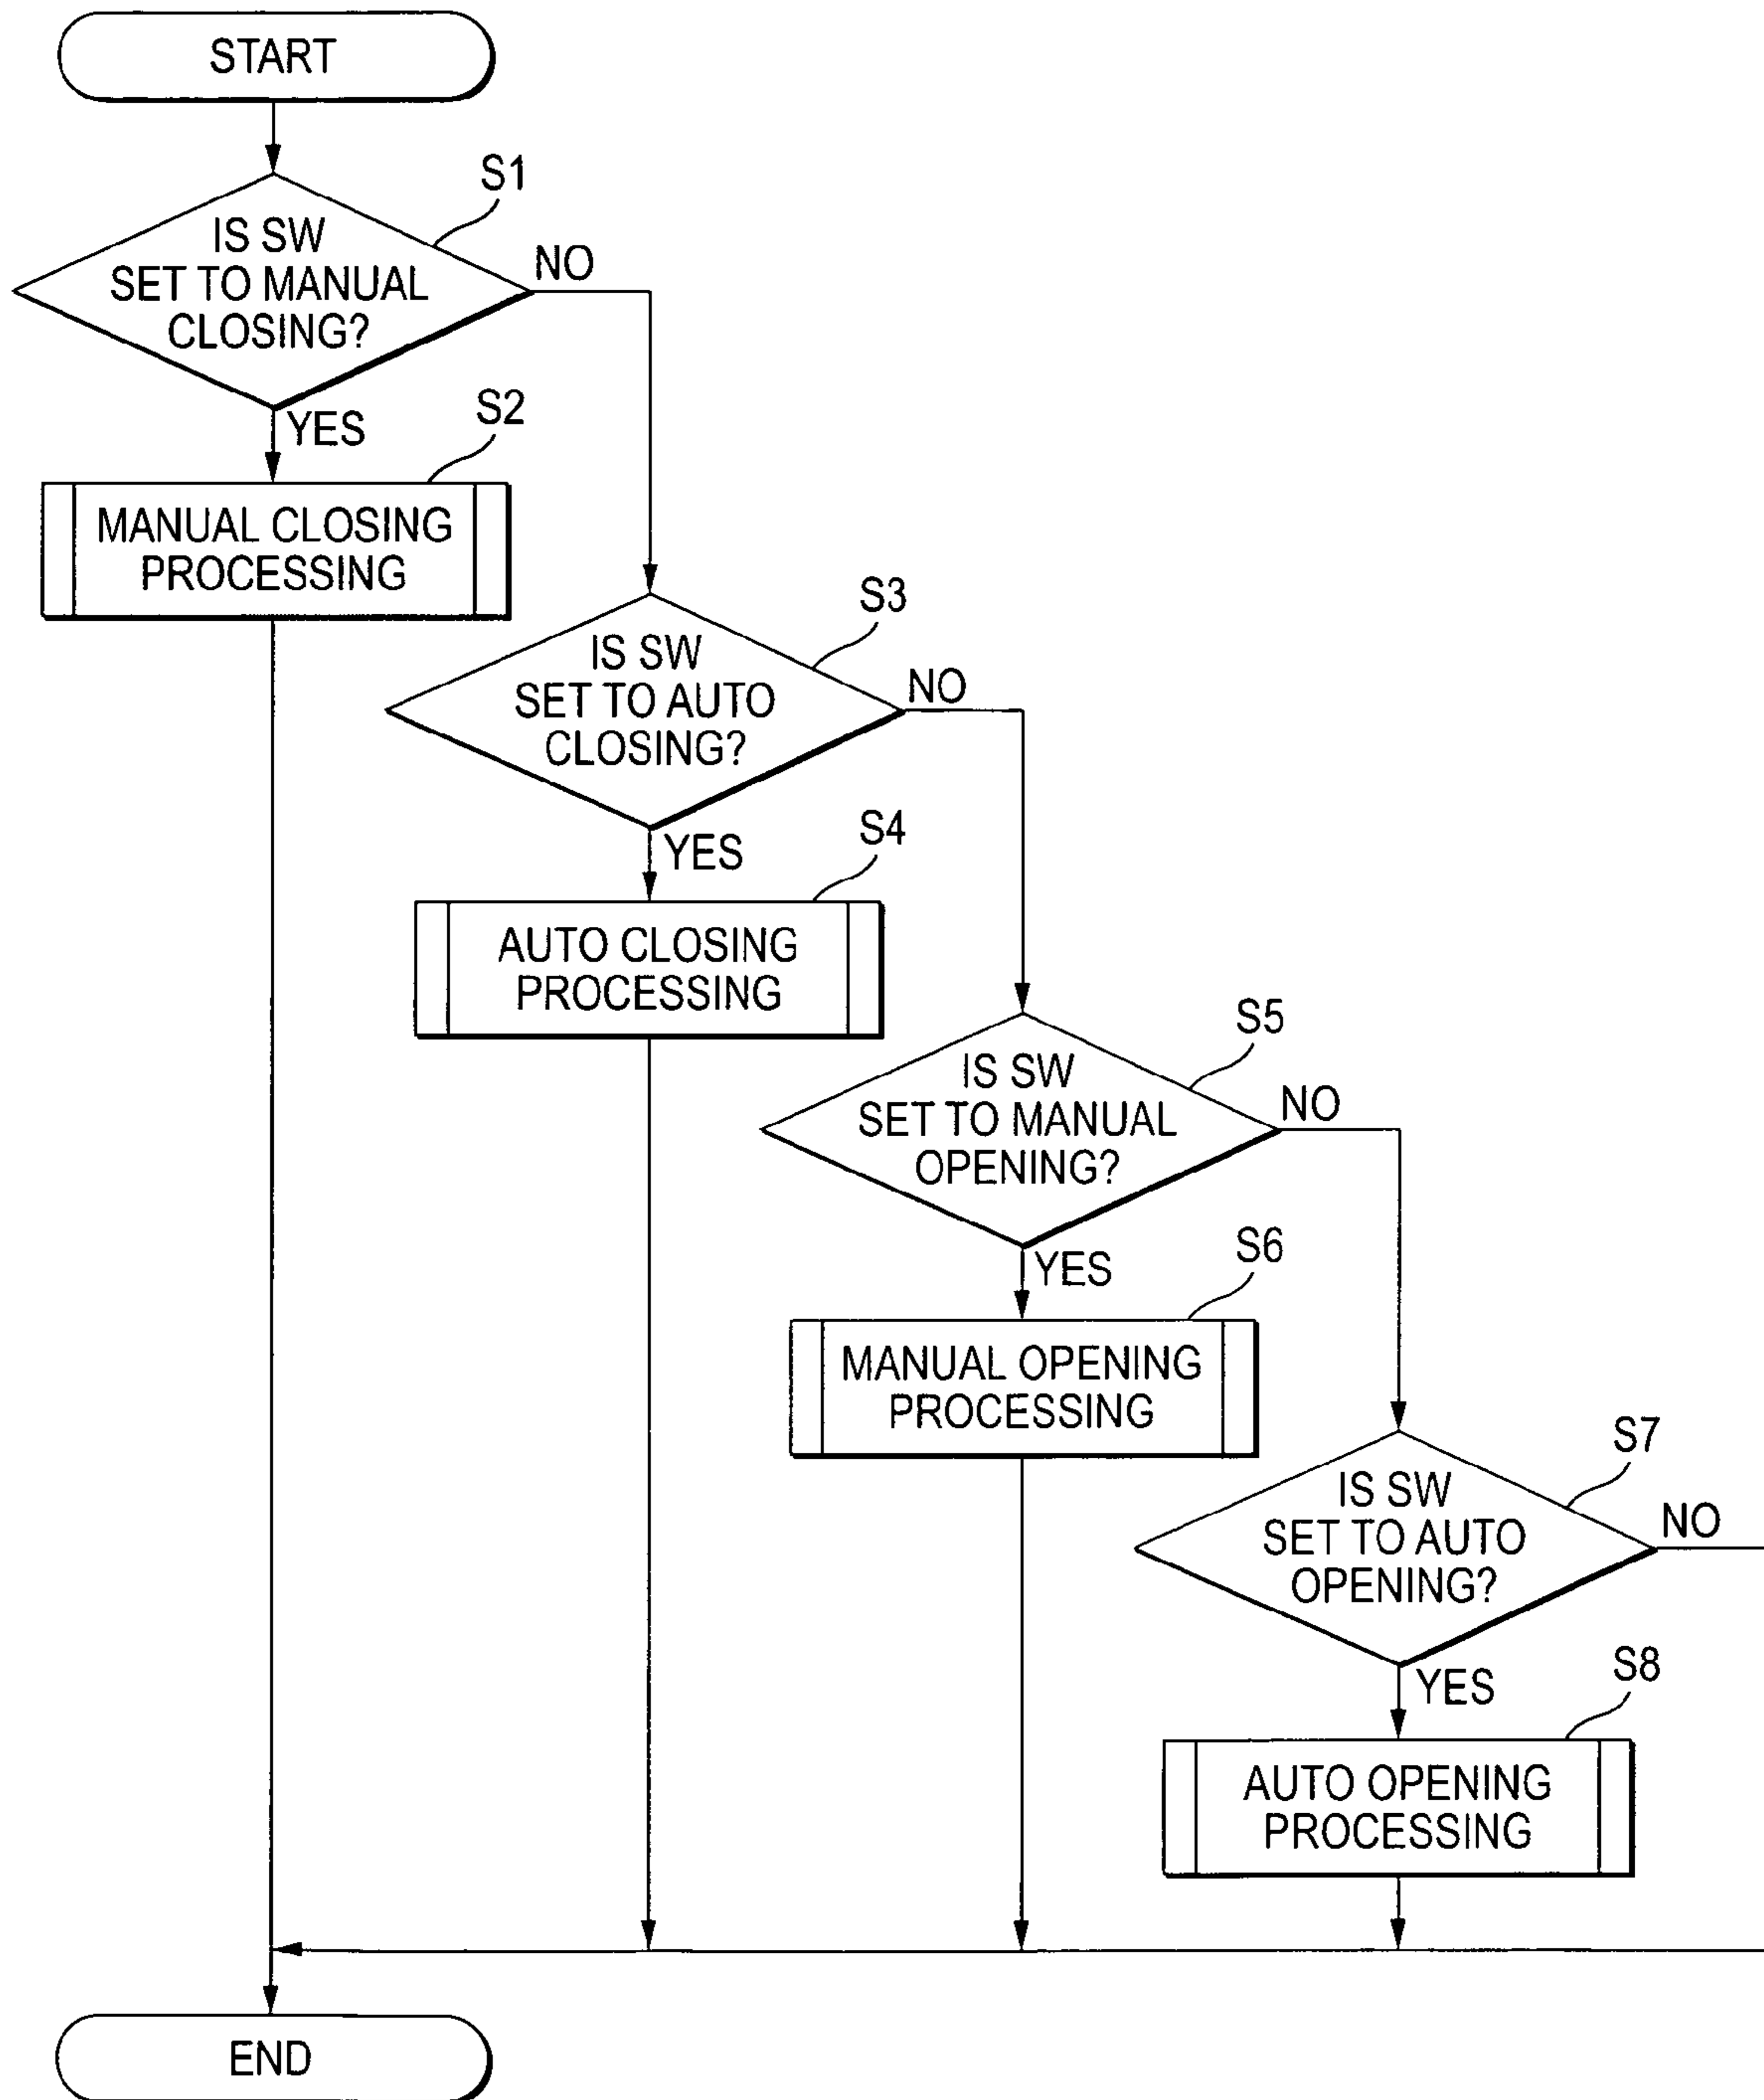 START
S1
IS SW
SET TO MANUAL
CLOSING?
NO
YES
S2
MANUAL CLOSING
PROCESSING
S3
IS SW
SET TO AUTO
CLOSING?
NO
YES
S4
AUTO CLOSING
PROCESSING
S5
IS SW
SET TO MANUAL
OPENING?
NO
YES
S6
MANUAL OPENING
PROCESSING
S7
IS SW
SET TO AUTO
OPENING?
NO
YES
S8
AUTO OPENING
PROCESSING
END